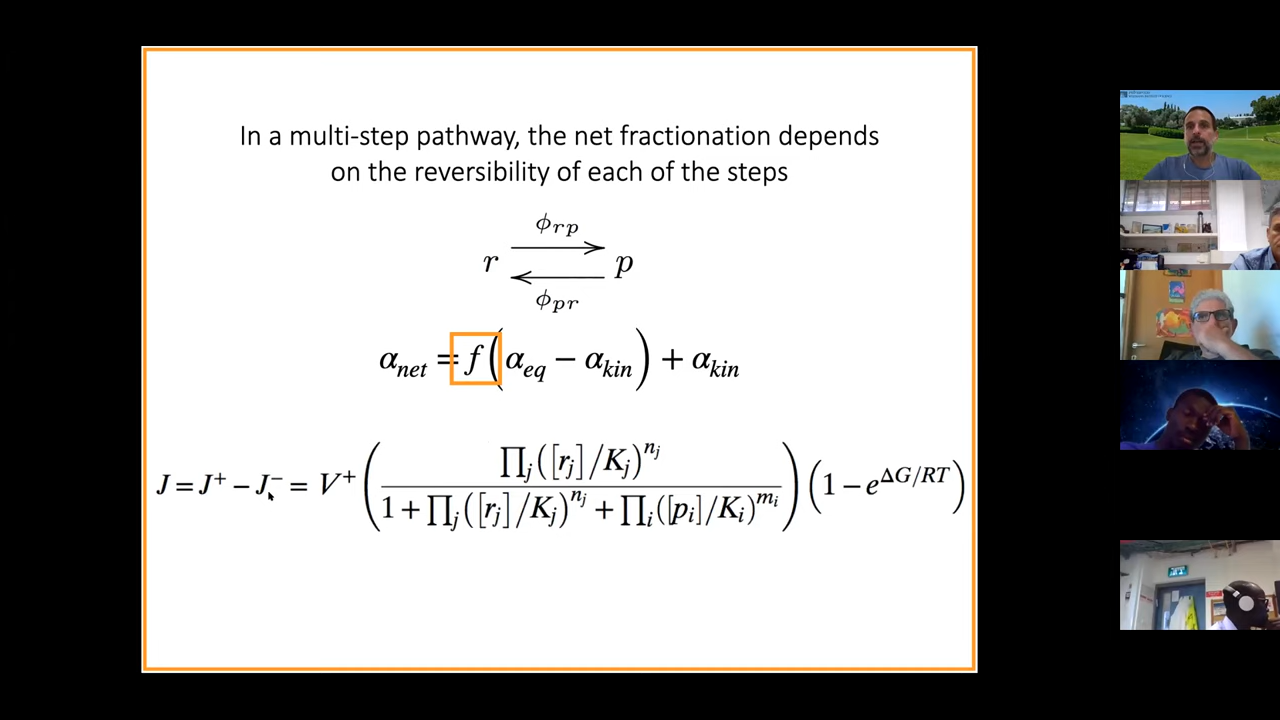 In a multi-step pathway, the net fractionation depends
on the reversibility of each of the steps
ϕ_rp
r ⇄ p
ϕ_pr
α_net = f(α_eq − α_kin) + α_kin
J = J⁺ − J⁻ = V⁺ ( ∏_j([r_j]/K_j)^{n_j} / (1 + ∏_j([r_j]/K_j)^{n_j} + ∏_i([p_i]/K_i)^{m_i}) ) (1 − e^{ΔG/RT})